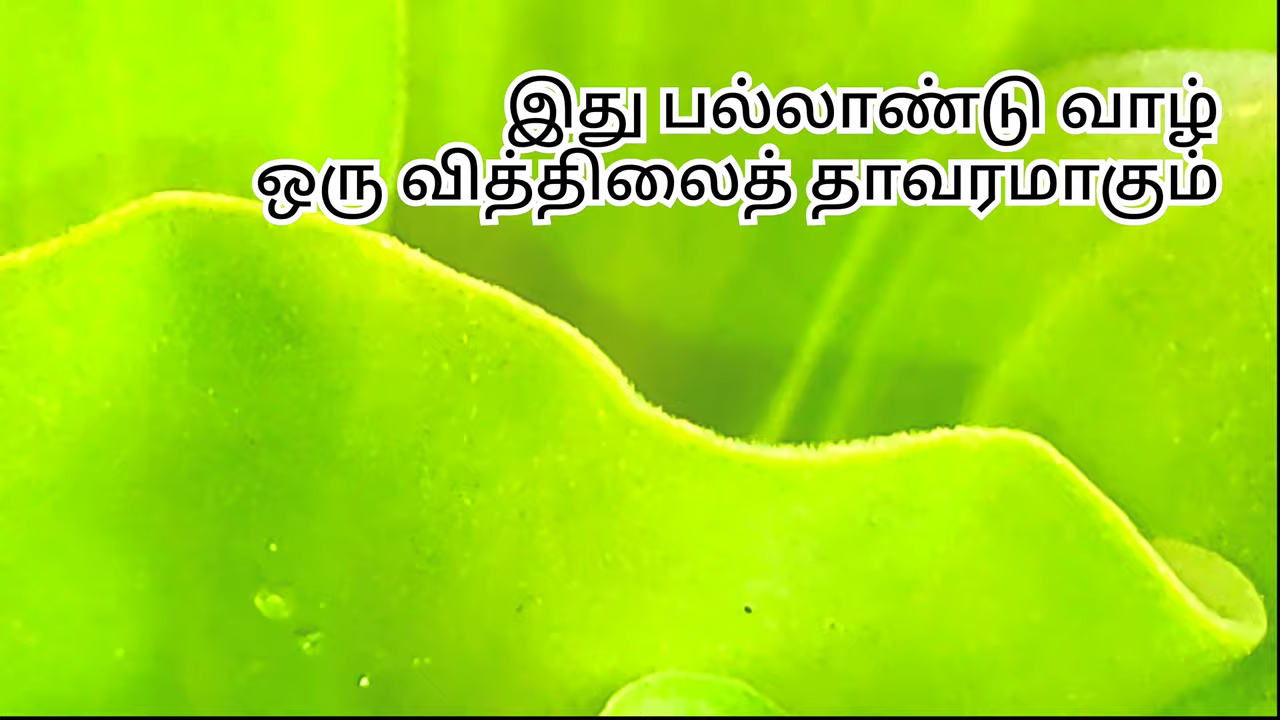 இது பல்லாண்டு வாழ்
ஒரு வித்திலைத் தாவரமாகும்